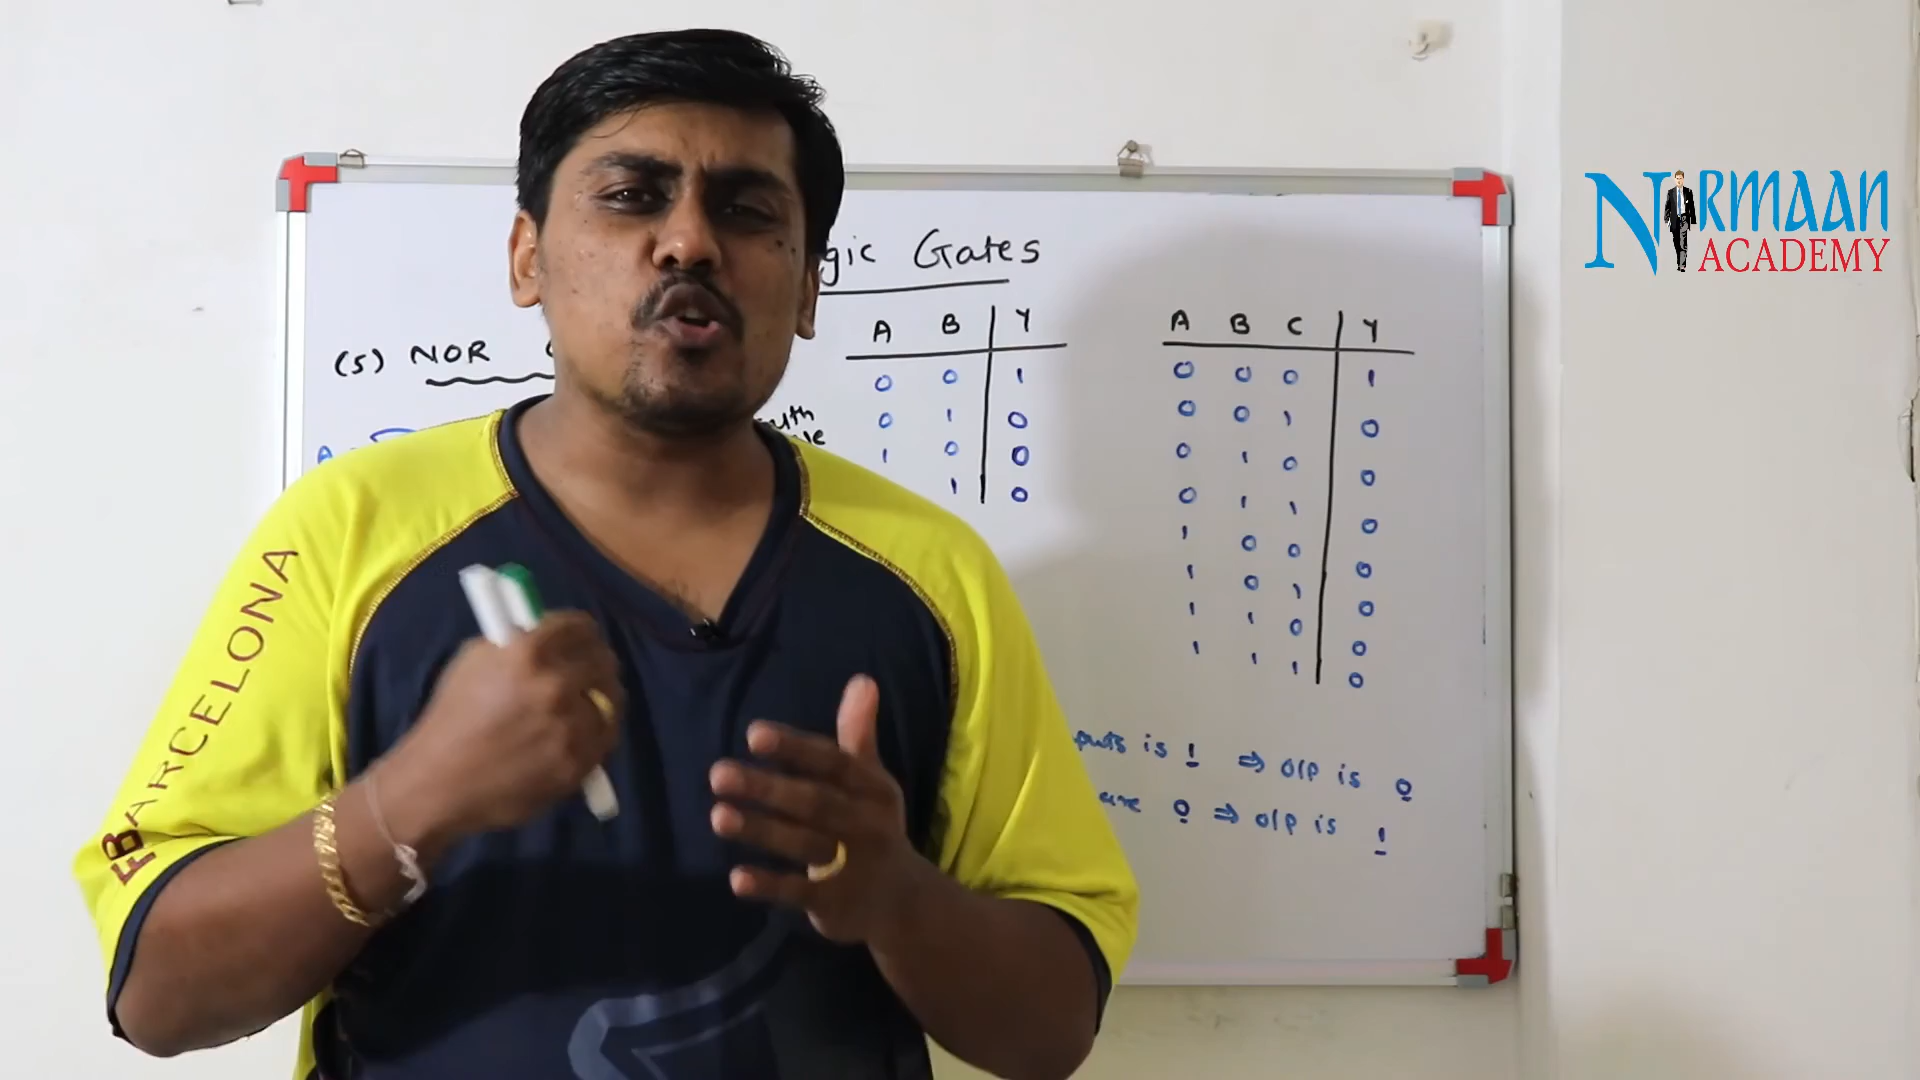 NIRMAAN
ACADEMY
gic Gates
(5) NOR
A B Y
0 0 1
0 1 0
1 0 0
1 0
A B C Y
0 0 0 1
0 0 1 0
0 1 0 0
0 1 1 0
1 0 0 0
1 0 1 0
1 1 0 0
1 1 1 0
A
puts is 1 ⇒ o/p is 0
are 0 ⇒ o/p is 1
BARCELONA
FB